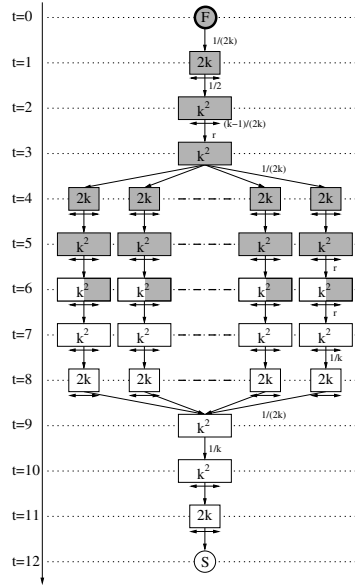 t=0 F
1/(2k)
t=1 2k
1/2
t=2 k²
(k−1)/(2k)
r
t=3 k²
1/(2k)
t=4 2k 2k 2k 2k
t=5 k² k² k² k²
r
t=6 k² k² k² k²
r
t=7 k² k² k² k²
1/k
t=8 2k 2k 2k 2k
1/(2k)
t=9 k²
1/k
t=10 k²
t=11 2k
t=12 S